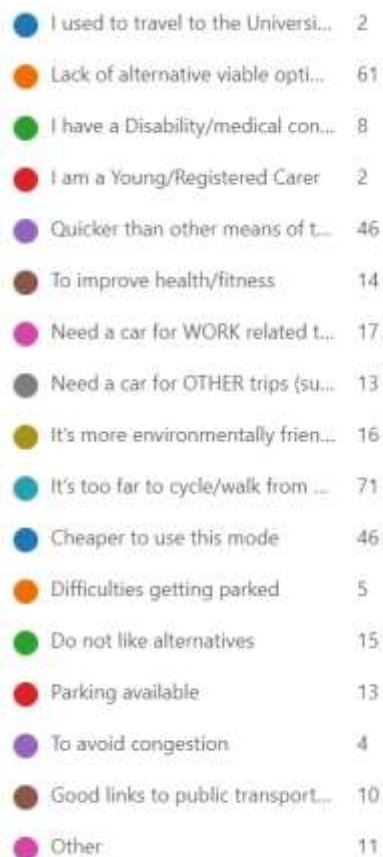 I used to travel to the Universi... 2
Lack of alternative viable opti... 61
I have a Disability/medical con... 8
I am a Young/Registered Carer 2
Quicker than other means of t... 46
To improve health/fitness 14
Need a car for WORK related t... 17
Need a car for OTHER trips (su... 13
It's more environmentally frien... 16
It's too far to cycle/walk from ... 71
Cheaper to use this mode 46
Difficulties getting parked 5
Do not like alternatives 15
Parking available 13
To avoid congestion 4
Good links to public transport... 10
Other 11